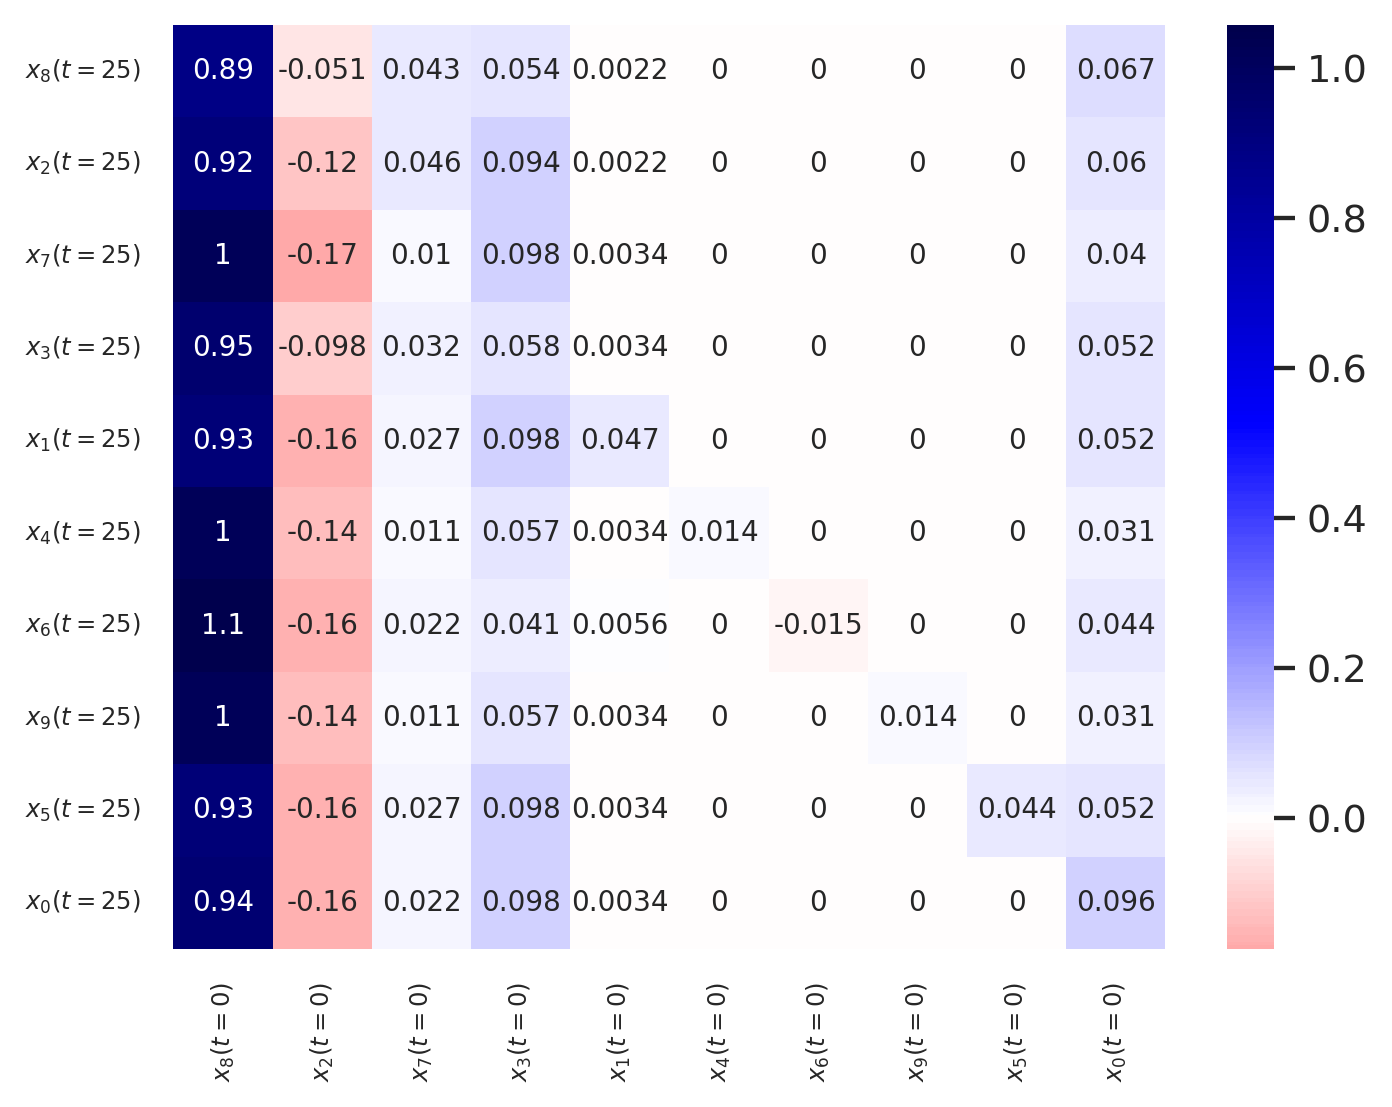 x₈(t = 25) 0.89 -0.051 0.043 0.054 0.0022 0 0 0 0 0.067
x₂(t = 25) 0.92 -0.12 0.046 0.094 0.0022 0 0 0 0 0.06
x₇(t = 25) 1 -0.17 0.01 0.098 0.0034 0 0 0 0 0.04
x₃(t = 25) 0.95 -0.098 0.032 0.058 0.0034 0 0 0 0 0.052
x₁(t = 25) 0.93 -0.16 0.027 0.098 0.047 0 0 0 0 0.052
x₄(t = 25) 1 -0.14 0.011 0.057 0.0034 0.014 0 0 0 0.031
x₆(t = 25) 1.1 -0.16 0.022 0.041 0.0056 0 -0.015 0 0 0.044
x₉(t = 25) 1 -0.14 0.011 0.057 0.0034 0 0 0.014 0 0.031
x₅(t = 25) 0.93 -0.16 0.027 0.098 0.0034 0 0 0 0.044 0.052
x₀(t = 25) 0.94 -0.16 0.022 0.098 0.0034 0 0 0 0 0.096
x₈(t = 0)
x₂(t = 0)
x₇(t = 0)
x₃(t = 0)
x₁(t = 0)
x₄(t = 0)
x₆(t = 0)
x₉(t = 0)
x₅(t = 0)
x₀(t = 0)
1.0
0.8
0.6
0.4
0.2
0.0